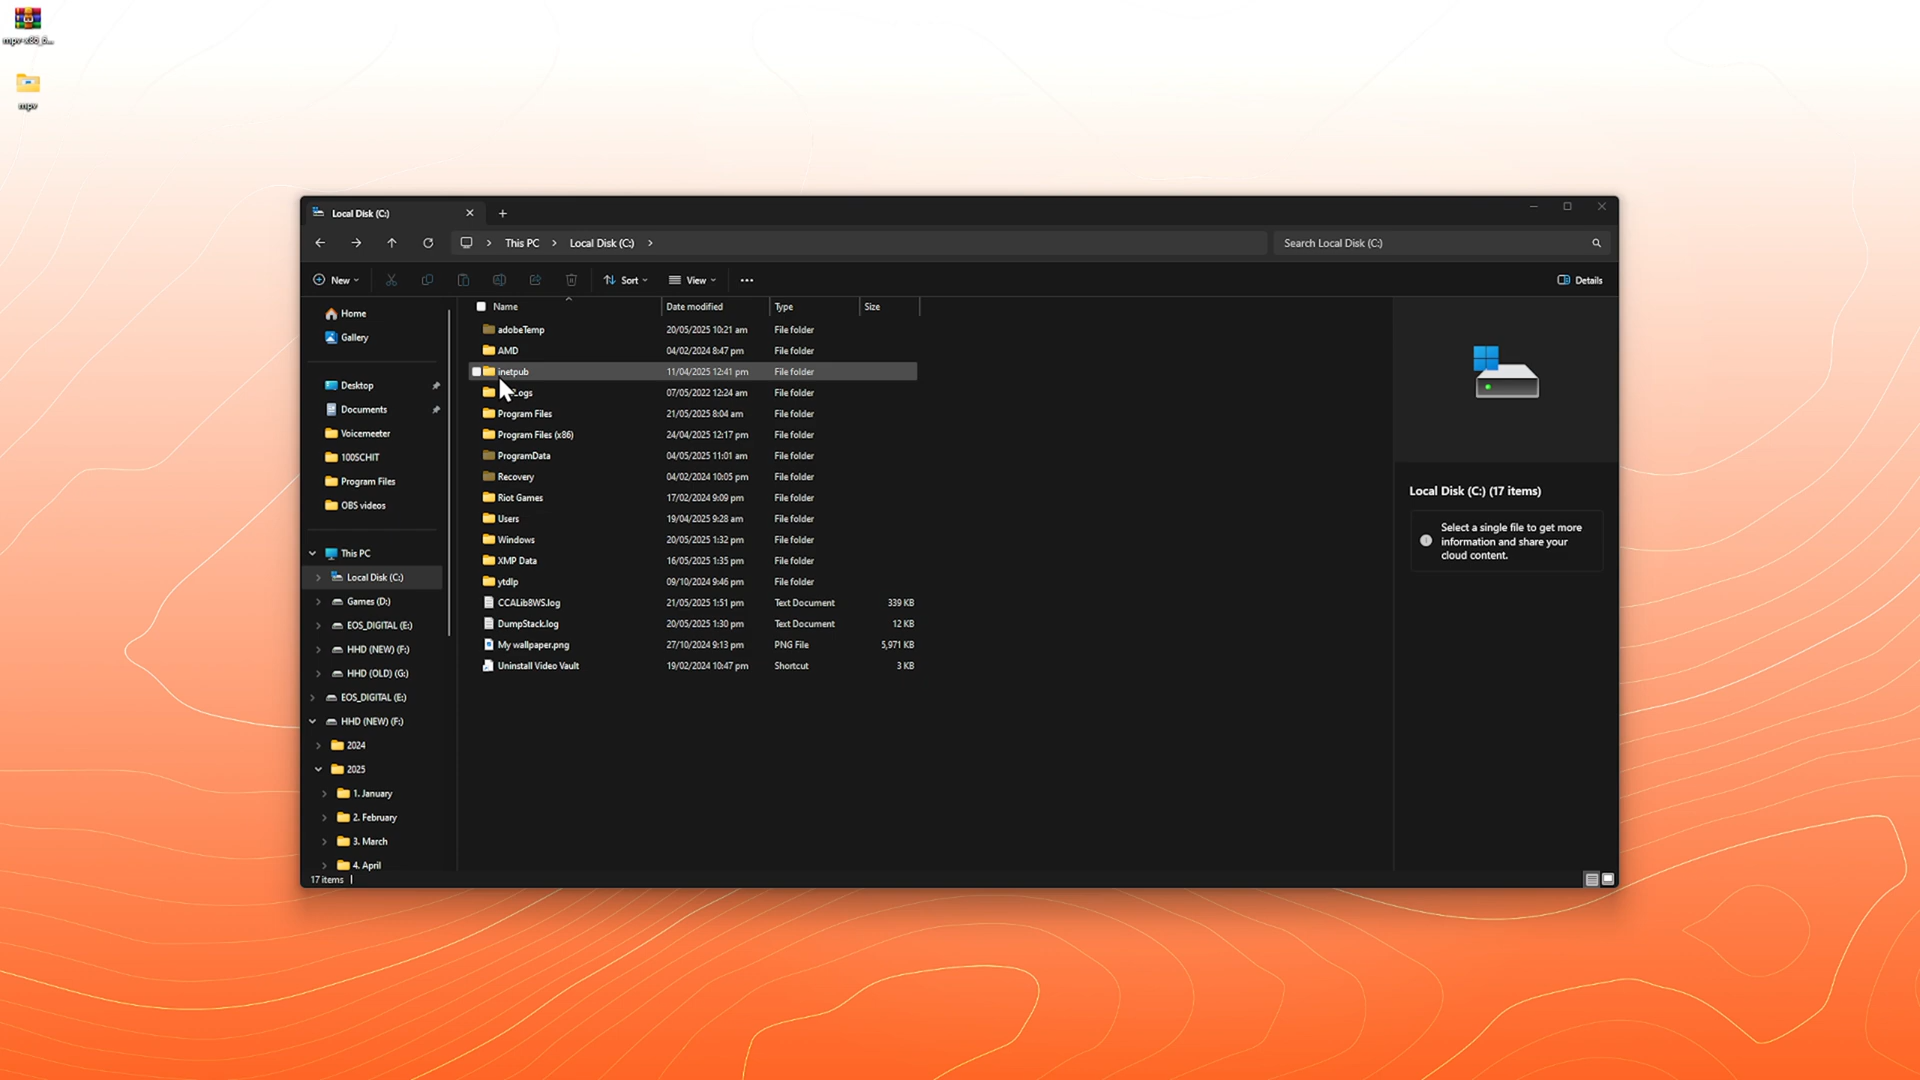 mpv
Local Disk (C:)
This PC
Local Disk (C:)
Search Local Disk (C:)
New
Sort
View
Details
Home
Gallery
Desktop
Documents
Voicemeeter
100SCHIT
Program Files
OBS videos
This PC
Local Disk (C:)
Games (D:)
EOS_DIGITAL (E:)
HHD (NEW) (F:)
HHD (OLD) (G:)
EOS_DIGITAL (E:)
HHD (NEW) (F:)
2024
2025
1. January
2. February
3. March
4. April
17 items
Name Date modified Type Size
adobeTemp 20/05/2025 10:21 am File folder
AMD 04/02/2024 8:47 pm File folder
inetpub 11/04/2025 12:41 pm File folder
Logs 07/05/2022 12:24 am File folder
Program Files 21/05/2025 8:04 am File folder
Program Files (x86) 24/04/2025 12:17 pm File folder
ProgramData 04/05/2025 11:01 am File folder
Recovery 04/02/2024 10:05 pm File folder
Riot Games 17/02/2024 9:09 pm File folder
Users 19/04/2025 9:28 am File folder
Windows 20/05/2025 1:32 pm File folder
XMP Data 16/05/2025 1:35 pm File folder
ytdlp 09/10/2024 9:46 pm File folder
CCALib8WS.log 21/05/2025 1:51 pm Text Document 339 KB
DumpStack.log 20/05/2025 1:30 pm Text Document 12 KB
My wallpaper.png 27/10/2024 9:13 pm PNG File 5,971 KB
Uninstall Video Vault 19/02/2024 10:47 pm Shortcut 3 KB
Local Disk (C:) (17 items)
Select a single file to get more
information and share your
cloud content.